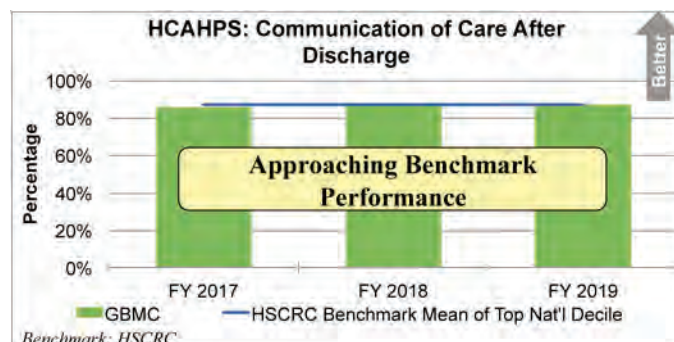 HCAHPS: Communication of Care After
Discharge
Better
100%
80%
60%
40%
20%
0%
Percentage
Approaching Benchmark
Performance
FY 2017
FY 2018
FY 2019
GBMC
HSCRC Benchmark Mean of Top Nat'l Decile
Benchmark: HSCRC